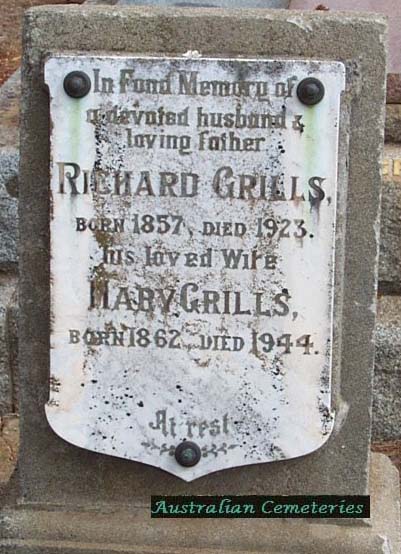 In Fond Memory of
a devoted husband &
loving father
RICHARD GRILLS,
BORN 1857, DIED 1923.
his loved Wife
MARY GRILLS,
BORN 1862, DIED 1944.
At rest
Australian Cemeteries